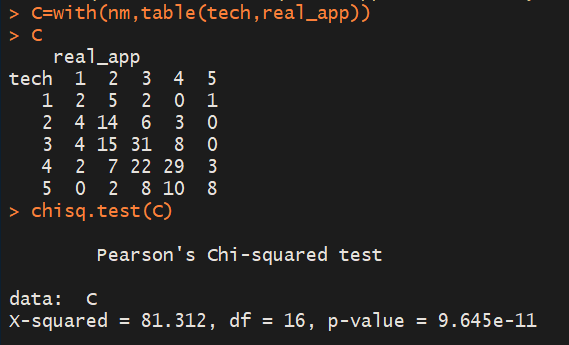 > C=with(nm,table(tech,real_app))
> C
    real_app
tech  1  2  3  4  5
   1  2  5  2  0  1
   2  4 14  6  3  0
   3  4 15 31  8  0
   4  2  7 22 29  3
   5  0  2  8 10  8
> chisq.test(C)
        Pearson's Chi-squared test
data:  C
X-squared = 81.312, df = 16, p-value = 9.645e-11